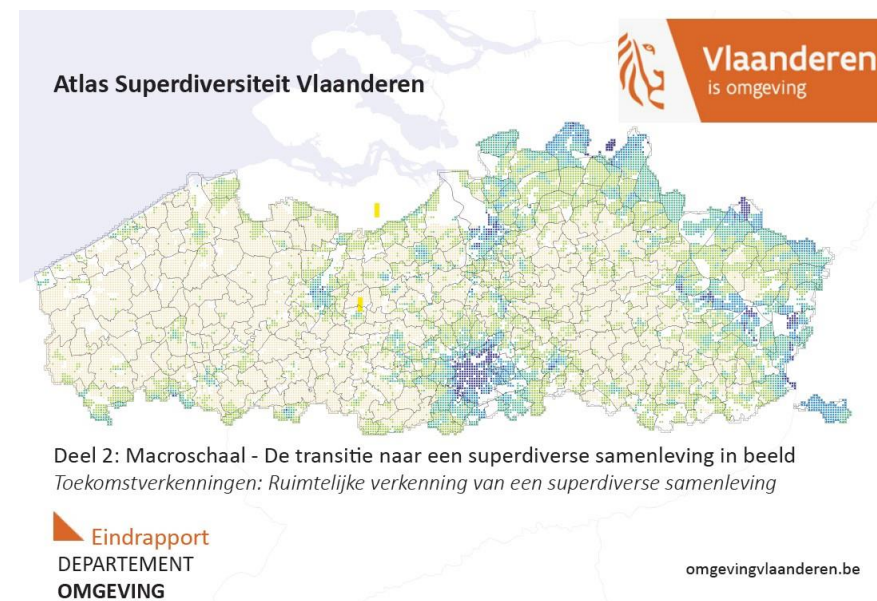 Atlas Superdiversiteit Vlaanderen
Vlaanderen
is omgeving
Deel 2: Macroschaal - De transitie naar een superdiverse samenleving in beeld
Toekomstverkenningen: Ruimtelijke verkenning van een superdiverse samenleving
Eindrapport
DEPARTEMENT
OMGEVING
omgevingvlaanderen.be